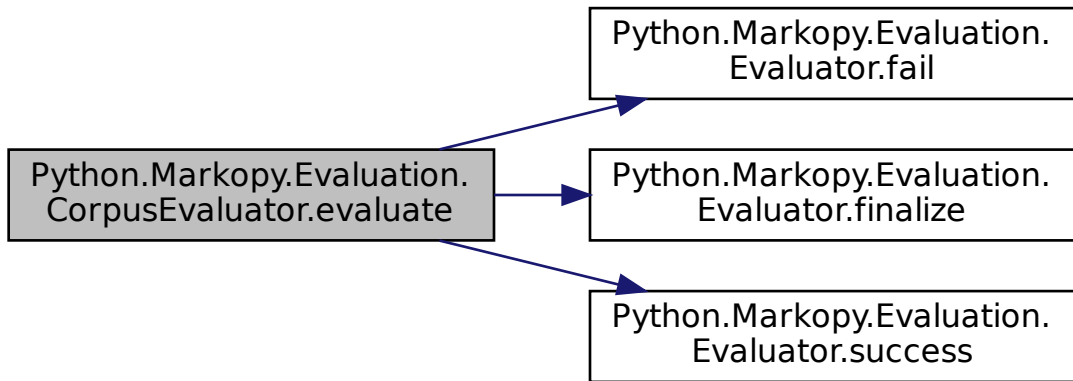 Python.Markopy.Evaluation.
Evaluator.fail
Python.Markopy.Evaluation.
CorpusEvaluator.evaluate
Python.Markopy.Evaluation.
Evaluator.finalize
Python.Markopy.Evaluation.
Evaluator.success